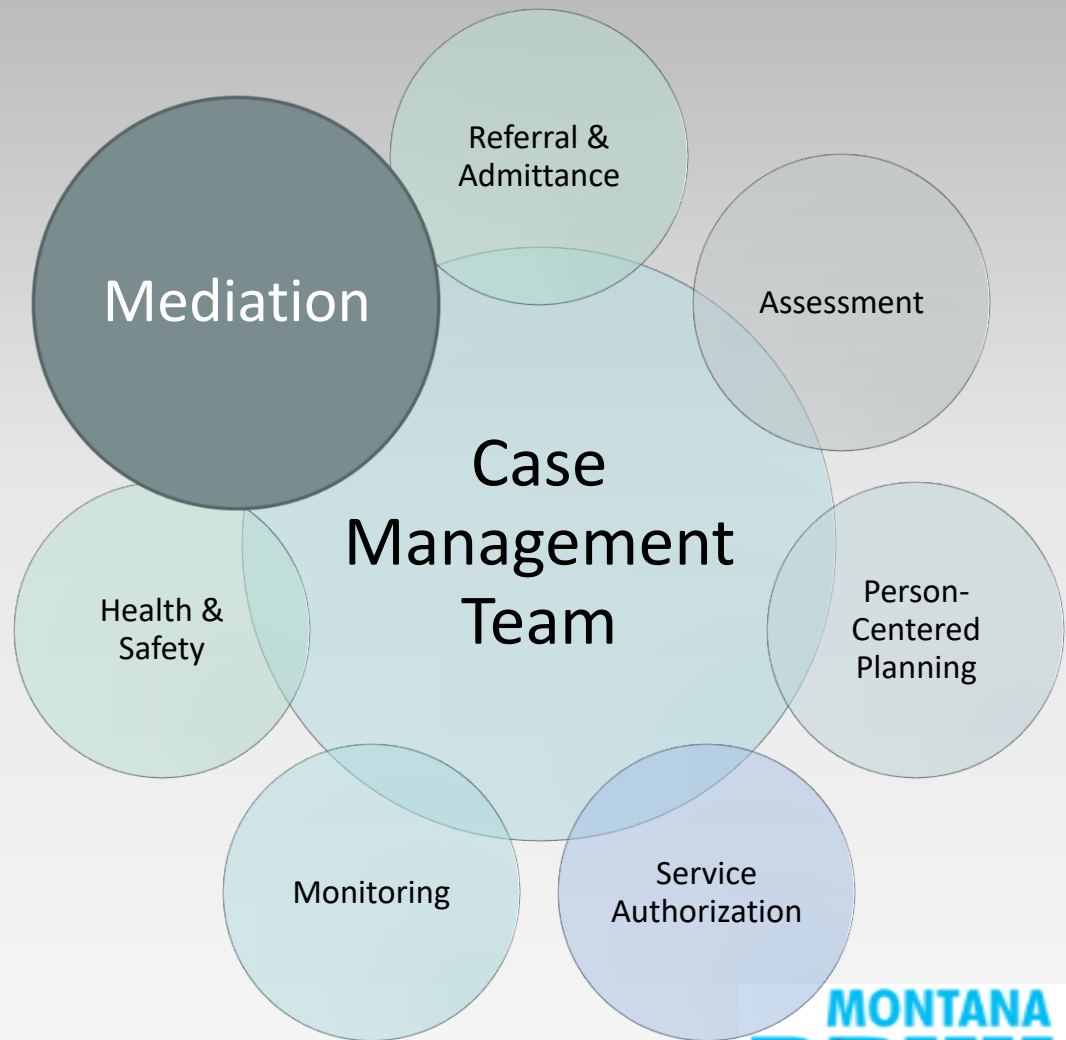 Referral &
Admittance
Mediation
Assessment
Case
Management
Team
Person-
Centered
Planning
Health &
Safety
Monitoring
Service
Authorization
MONTANA